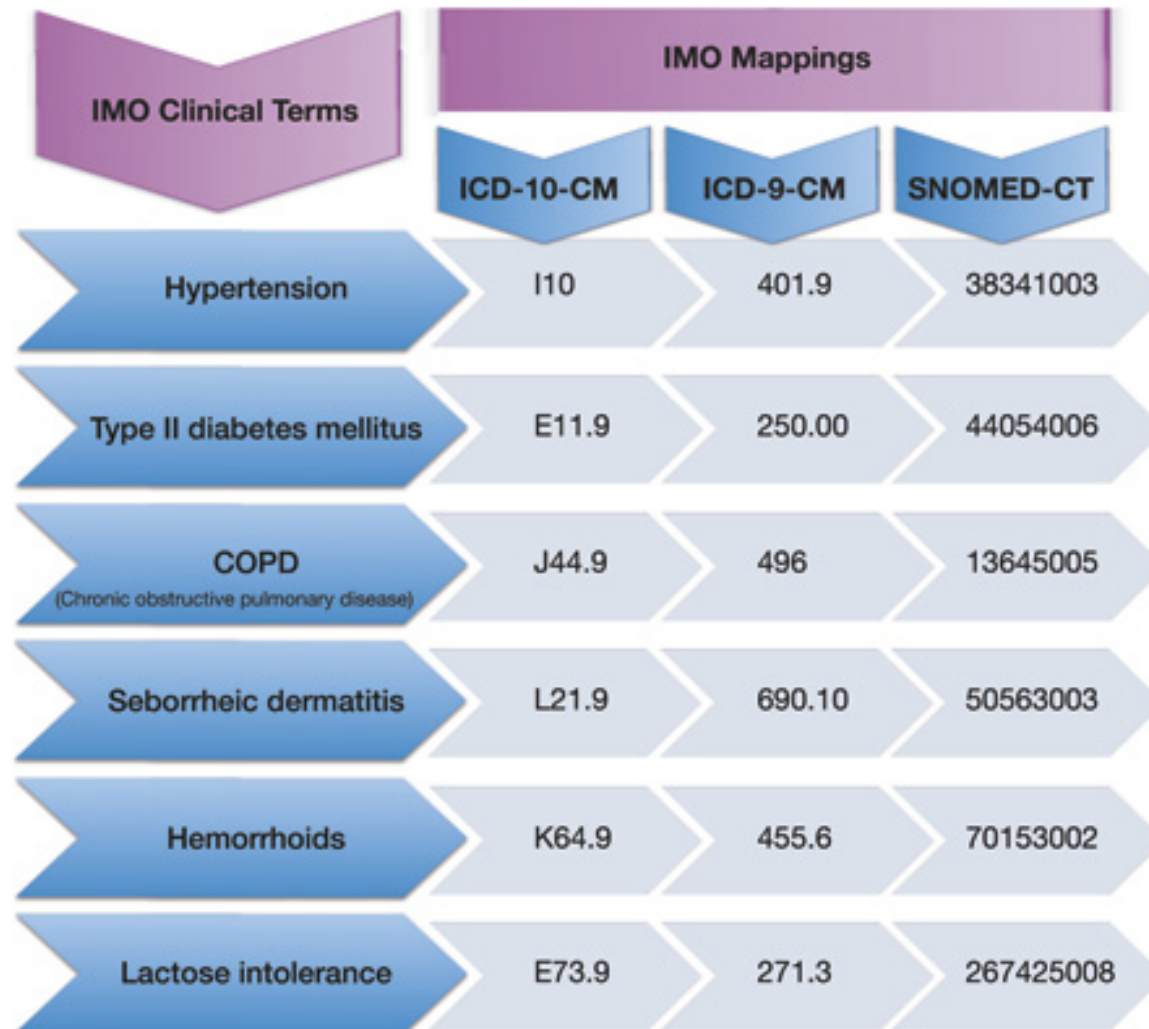 IMO Clinical Terms
IMO Mappings
ICD-10-CM ICD-9-CM SNOMED-CT
Hypertension I10 401.9 38341003
Type II diabetes mellitus E11.9 250.00 44054006
COPD J44.9 496 13645005
(Chronic obstructive pulmonary disease)
Seborrheic dermatitis L21.9 690.10 50563003
Hemorrhoids K64.9 455.6 70153002
Lactose intolerance E73.9 271.3 267425008